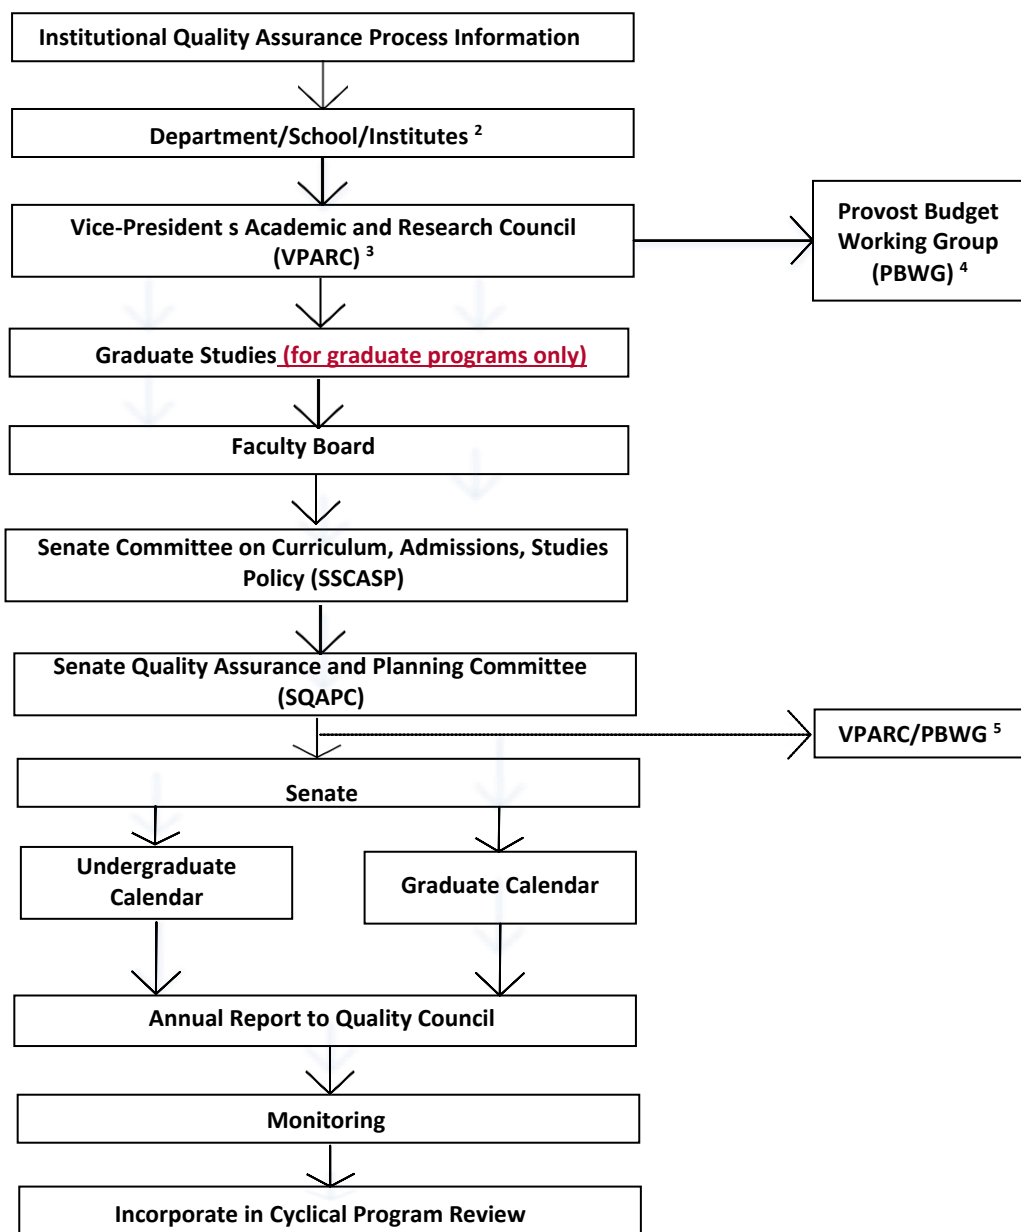 Institutional Quality Assurance Process Information
Department/School/Institutes ²
Vice-President s Academic and Research Council
(VPARC) ³
Provost Budget
Working Group
(PBWG) ⁴
Graduate Studies (for graduate programs only)
Faculty Board
Senate Committee on Curriculum, Admissions, Studies
Policy (SSCASP)
Senate Quality Assurance and Planning Committee
(SQAPC)
VPARC/PBWG ⁵
Senate
Undergraduate
Calendar
Graduate Calendar
Annual Report to Quality Council
Monitoring
Incorporate in Cyclical Program Review